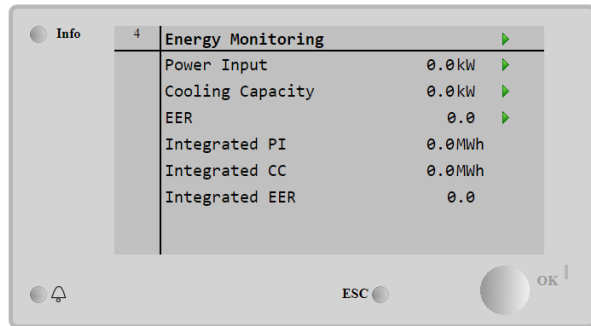 Info
4 Energy Monitoring
Power Input 0.0kW
Cooling Capacity 0.0kW
EER 0.0
Integrated PI 0.0MWh
Integrated CC 0.0MWh
Integrated EER 0.0
ESC
OK